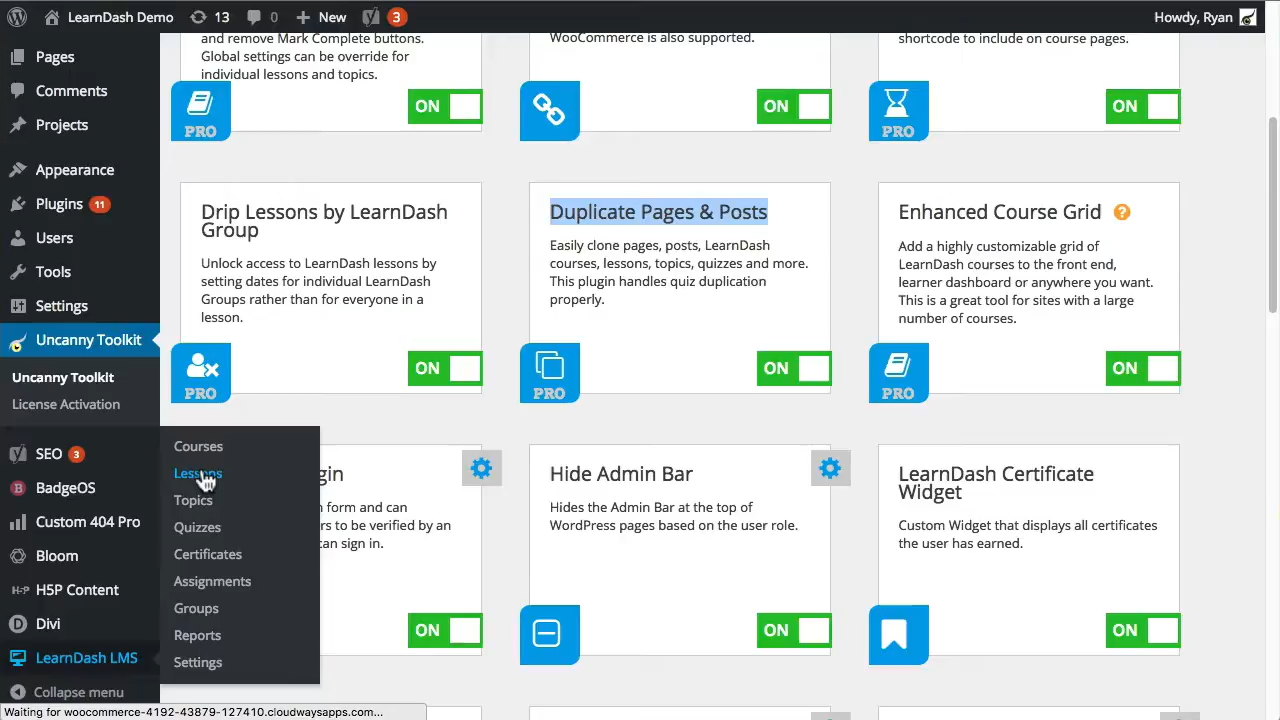 LearnDash Demo
13
0
New
3
Howdy, Ryan
Pages
Comments
Projects
Appearance
Plugins 11
Users
Tools
Settings
Uncanny Toolkit
Uncanny Toolkit
License Activation
SEO 3
BadgeOS
Custom 404 Pro
Bloom
H5P Content
Divi
LearnDash LMS
Collapse menu
Courses
Lessons
Topics
Quizzes
Certificates
Assignments
Groups
Reports
Settings
and remove Mark Complete buttons.
Global settings can be override for
individual lessons and topics.
PRO
ON
WooCommerce is also supported.
ON
shortcode to include on course pages.
PRO
ON
Drip Lessons by LearnDash
Group
Unlock access to LearnDash lessons by
setting dates for individual LearnDash
Groups rather than for everyone in a
lesson.
PRO
ON
Duplicate Pages & Posts
Easily clone pages, posts, LearnDash
courses, lessons, topics, quizzes and more.
This plugin handles quiz duplication
properly.
PRO
ON
Enhanced Course Grid
Add a highly customizable grid of
LearnDash courses to the front end,
learner dashboard or anywhere you want.
This is a great tool for sites with a large
number of courses.
PRO
ON
gin
n form and can
rs to be verified by an
can sign in.
ON
Hide Admin Bar
Hides the Admin Bar at the top of
WordPress pages based on the user role.
ON
LearnDash Certificate
Widget
Custom Widget that displays all certificates
the user has earned.
ON
Waiting for woocommerce-4192-43879-127410.cloudwaysapps.com...